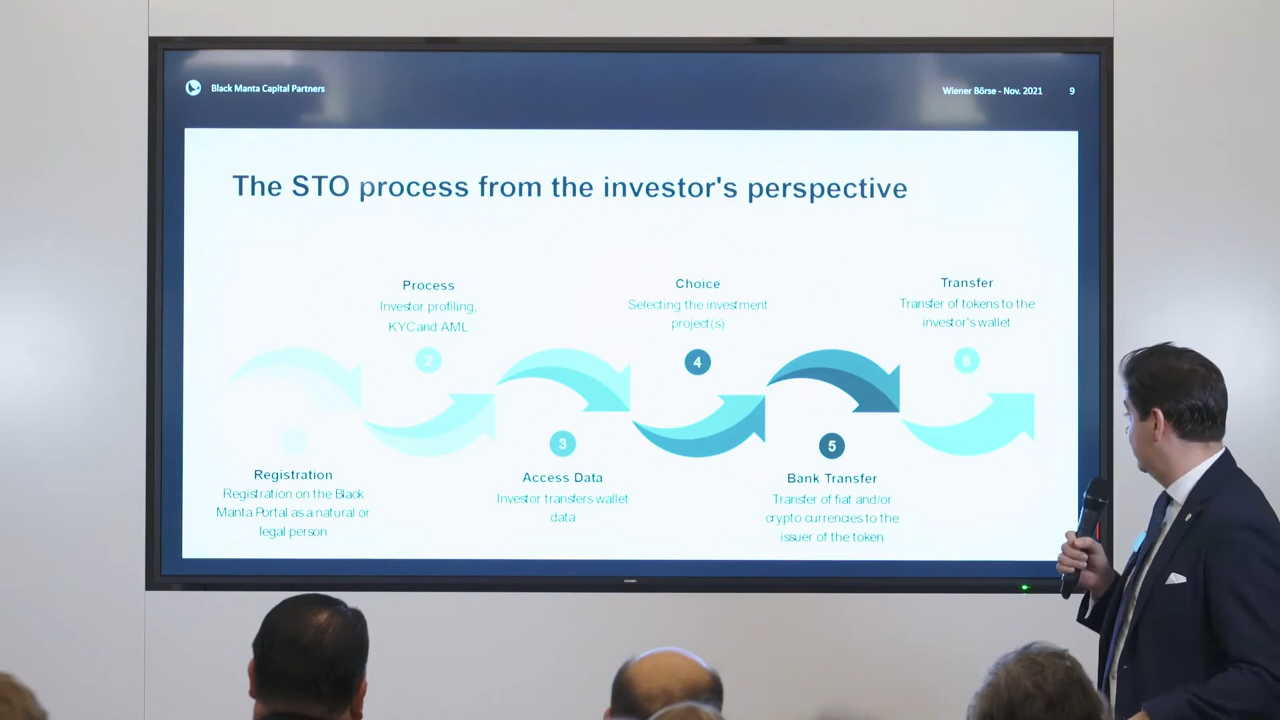 Black Manta Capital Partners
Wiener Börse - Nov. 2021 9
The STO process from the investor's perspective
Registration
Registration on the Black
Manta Portal as a natural or
legal person
2
Process
Investor profiling,
KYC and AML
3
Access Data
Investor transfers wallet
data
4
Choice
Selecting the investment
project(s)
5
Bank Transfer
Transfer of fiat and/or
crypto currencies to the
issuer of the token
6
Transfer
Transfer of tokens to the
investor's wallet